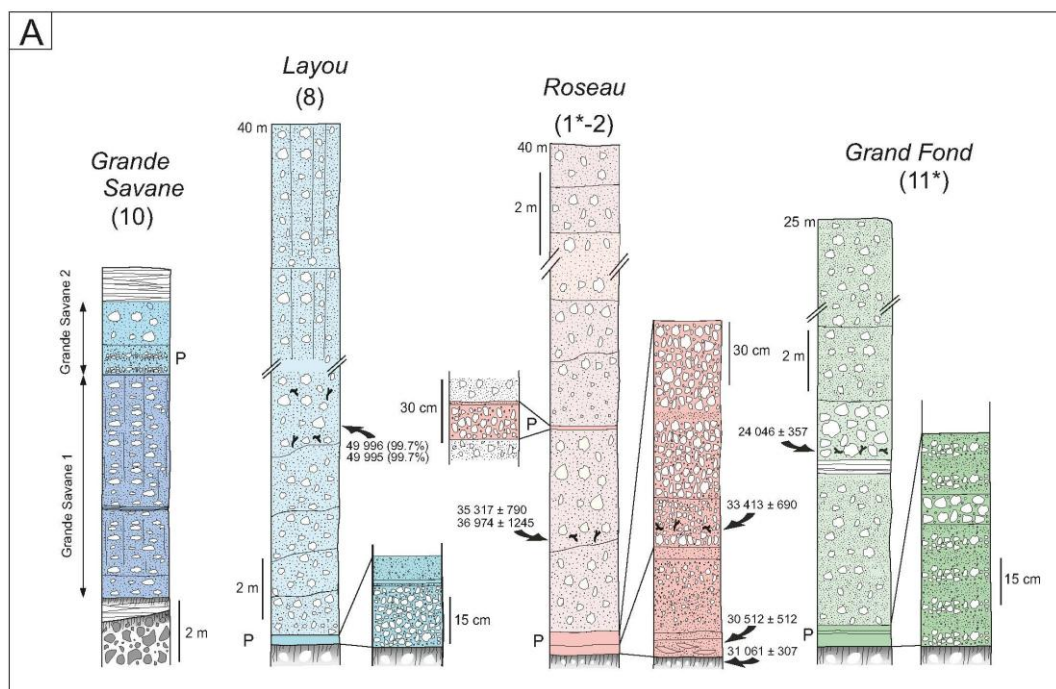 A
Grande
Savane
(10)
Grande Savane 2
P
Grande Savane 1
2 m
Layou
(8)
40 m
49 996 (99.7%)
49 995 (99.7%)
2 m
P
15 cm
Roseau
(1*-2)
40 m
2 m
30 cm
P
35 317 ± 790
36 974 ± 1245
P
30 cm
33 413 ± 690
30 512 ± 512
31 061 ± 307
Grand Fond
(11*)
25 m
2 m
24 046 ± 357
P
15 cm